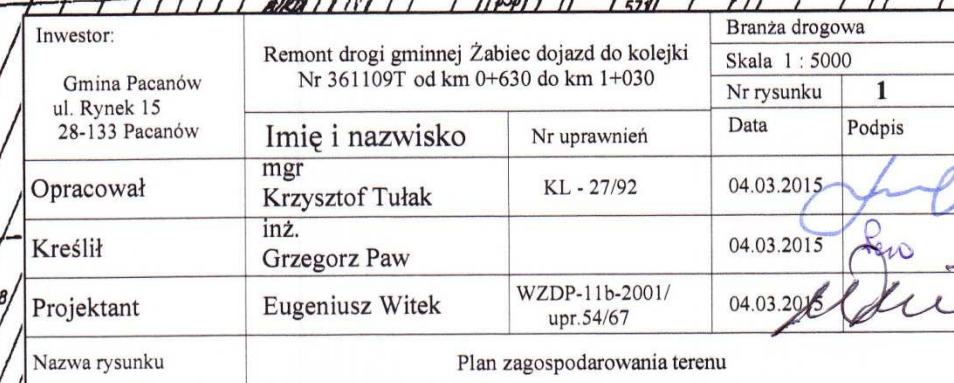 571
Inwestor:
Gmina Pacanów
ul. Rynek 15
28-133 Pacanów
Remont drogi gminnej Żabiec dojazd do kolejki
Nr 361109T od km 0+630 do km 1+030
Branża drogowa
Skala 1 : 5000
Nr rysunku 1
Imię i nazwisko
Nr uprawnień
Data
Podpis
Opracował
mgr
Krzysztof Tułak
KL - 27/92
04.03.2015
Kreślił
inż.
Grzegorz Paw
04.03.2015
Projektant
Eugeniusz Witek
WZDP-11b-2001/
upr.54/67
04.03.2015
Nazwa rysunku
Plan zagospodarowania terenu